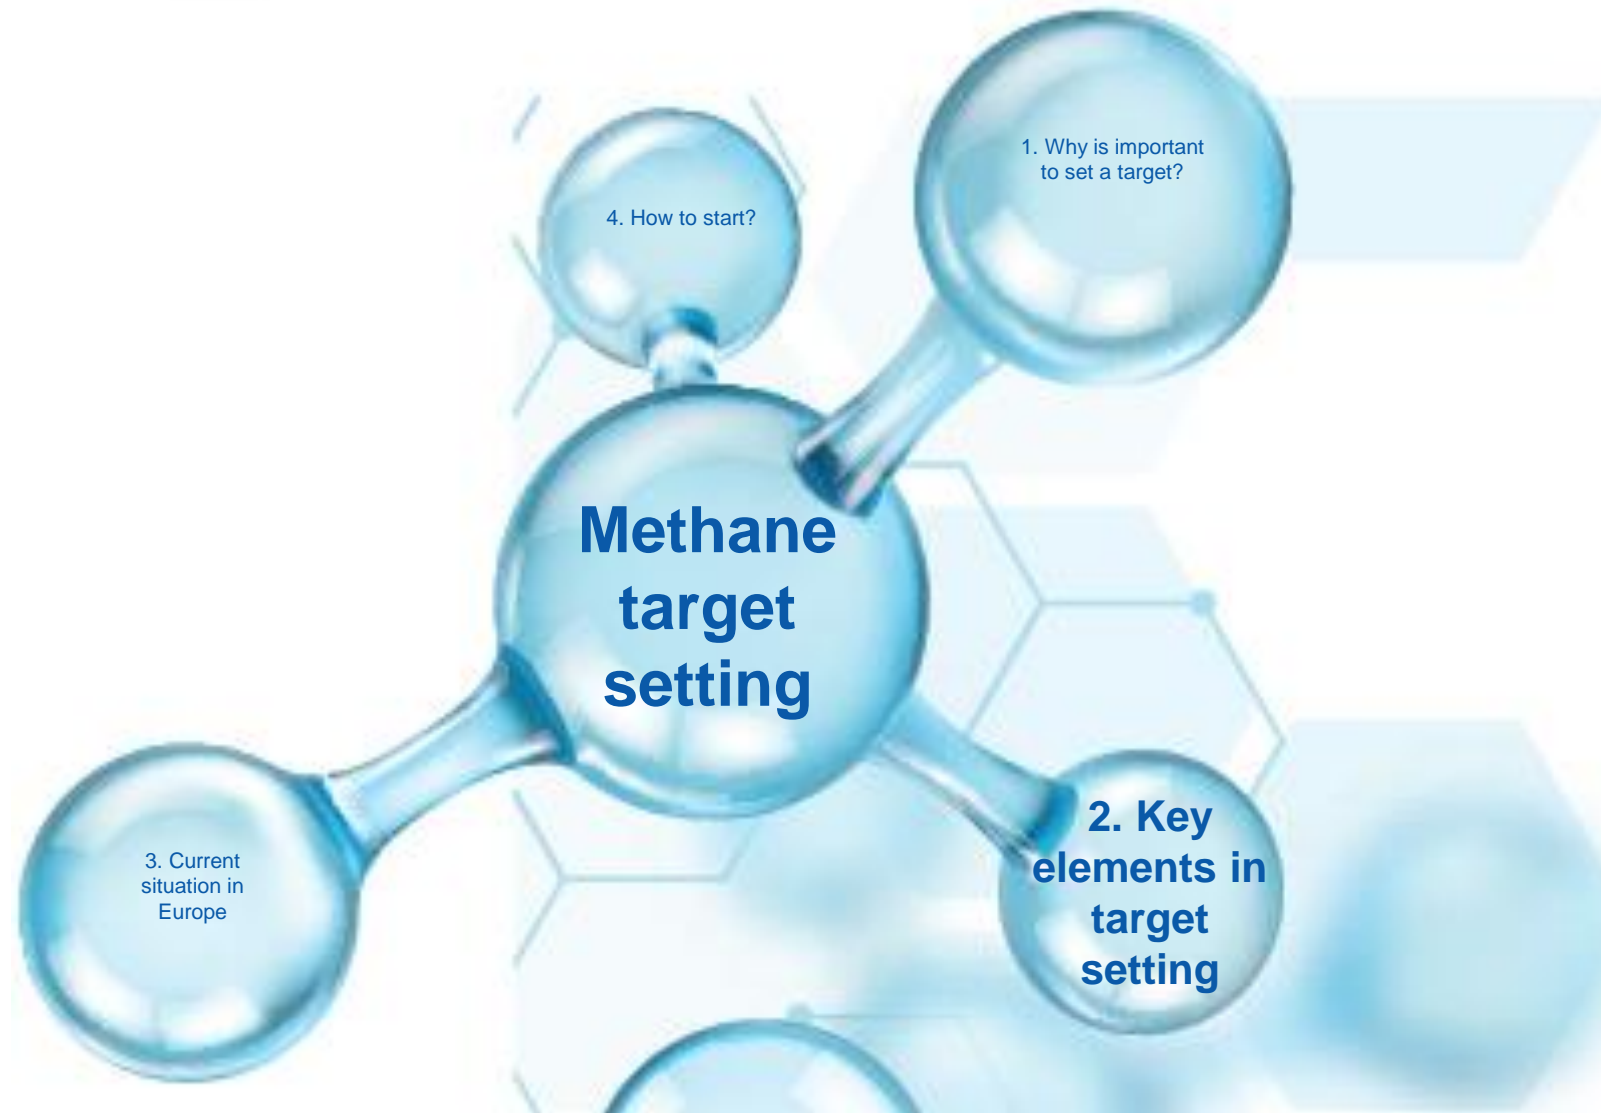 1. Why is important
to set a target?
4. How to start?
Methane
target
setting
2. Key
elements in
target
setting
3. Current
situation in
Europe